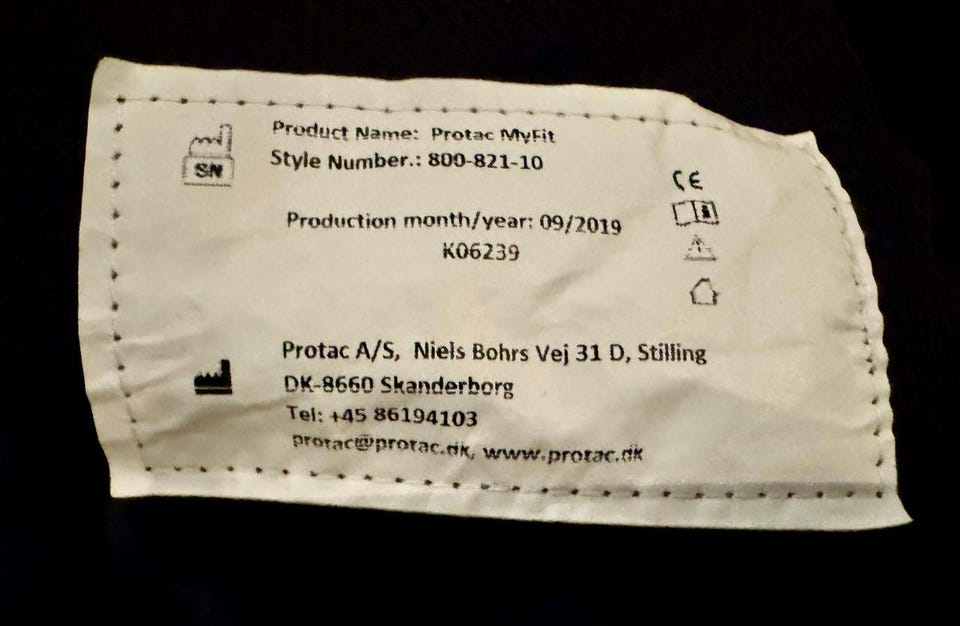 Product Name: Protac MyFit
SN
Style Number.: 800-821-10
CE
Production month/year: 09/2019
K06239
Protac A/S, Niels Bohrs Vej 31 D, Stilling
DK-8660 Skanderborg
Tel: +45 86194103
protac@protac.dk, www.protac.dk